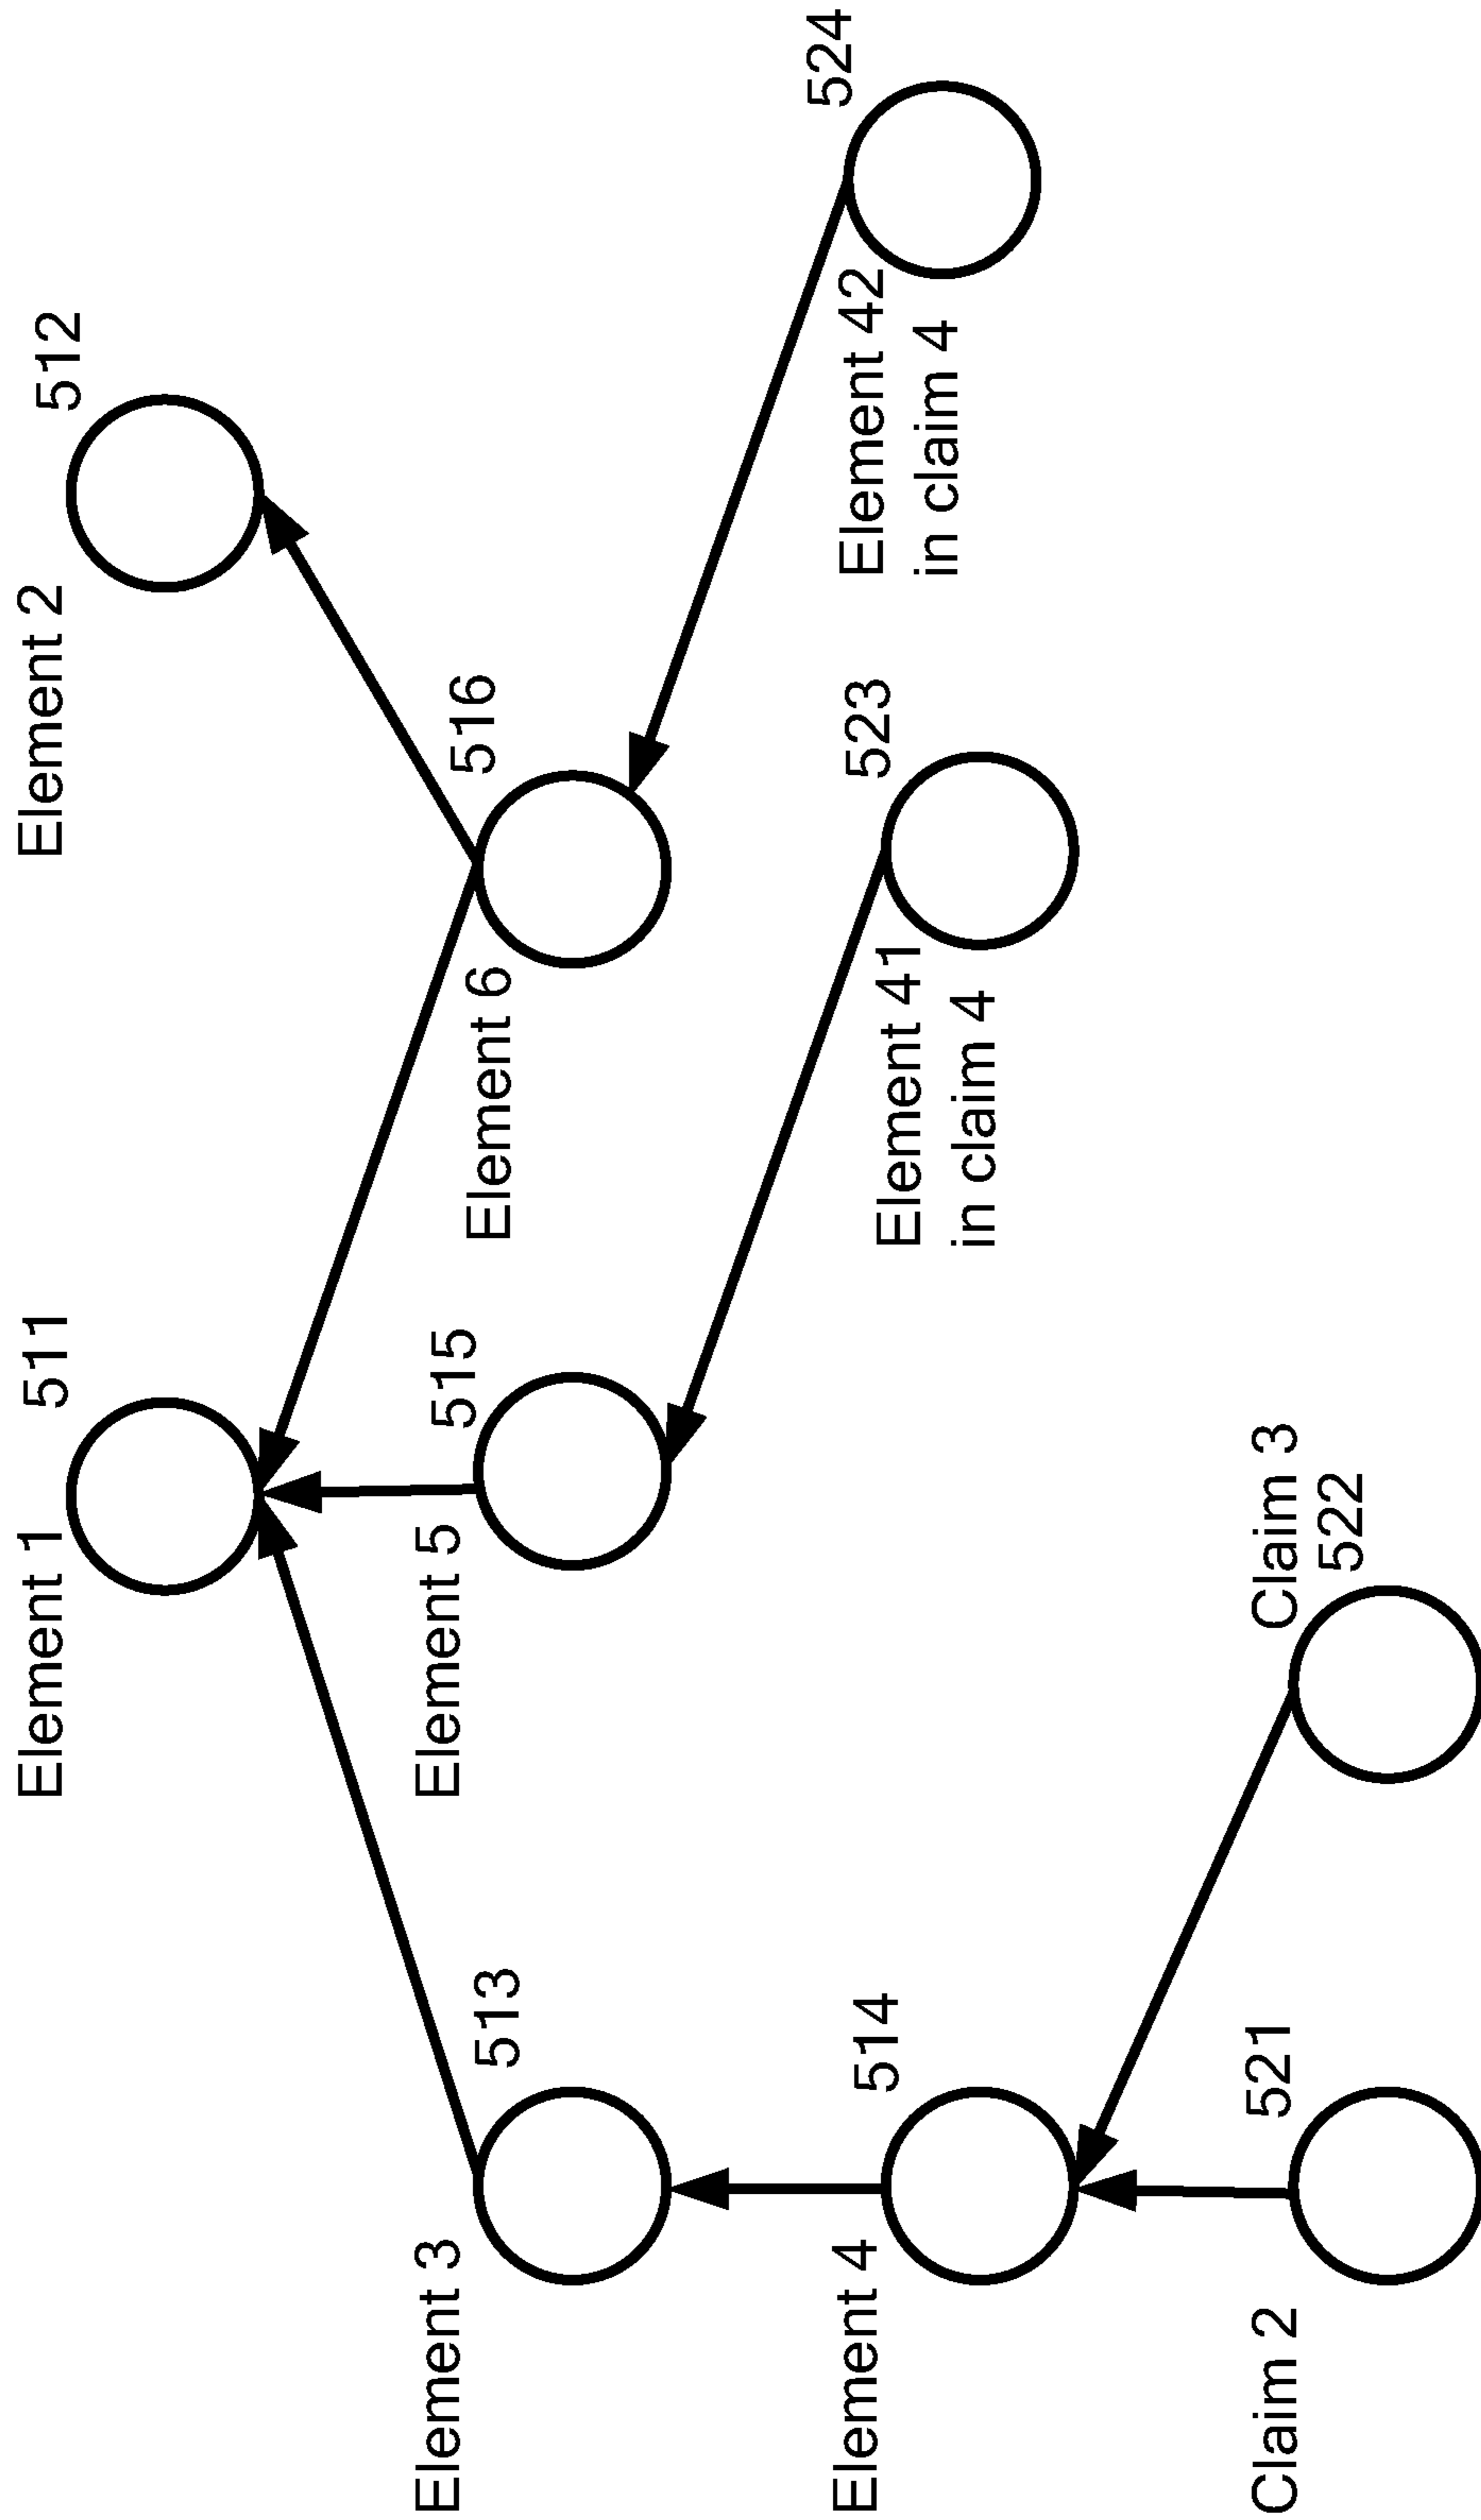 Element 1
511
Element 2
512
Element 3
513
Element 5
515
Element 6
516
Element 4
514
Element 41
in claim 4
523
Element 42
in claim 4
524
Claim 2
521
Claim 3
522